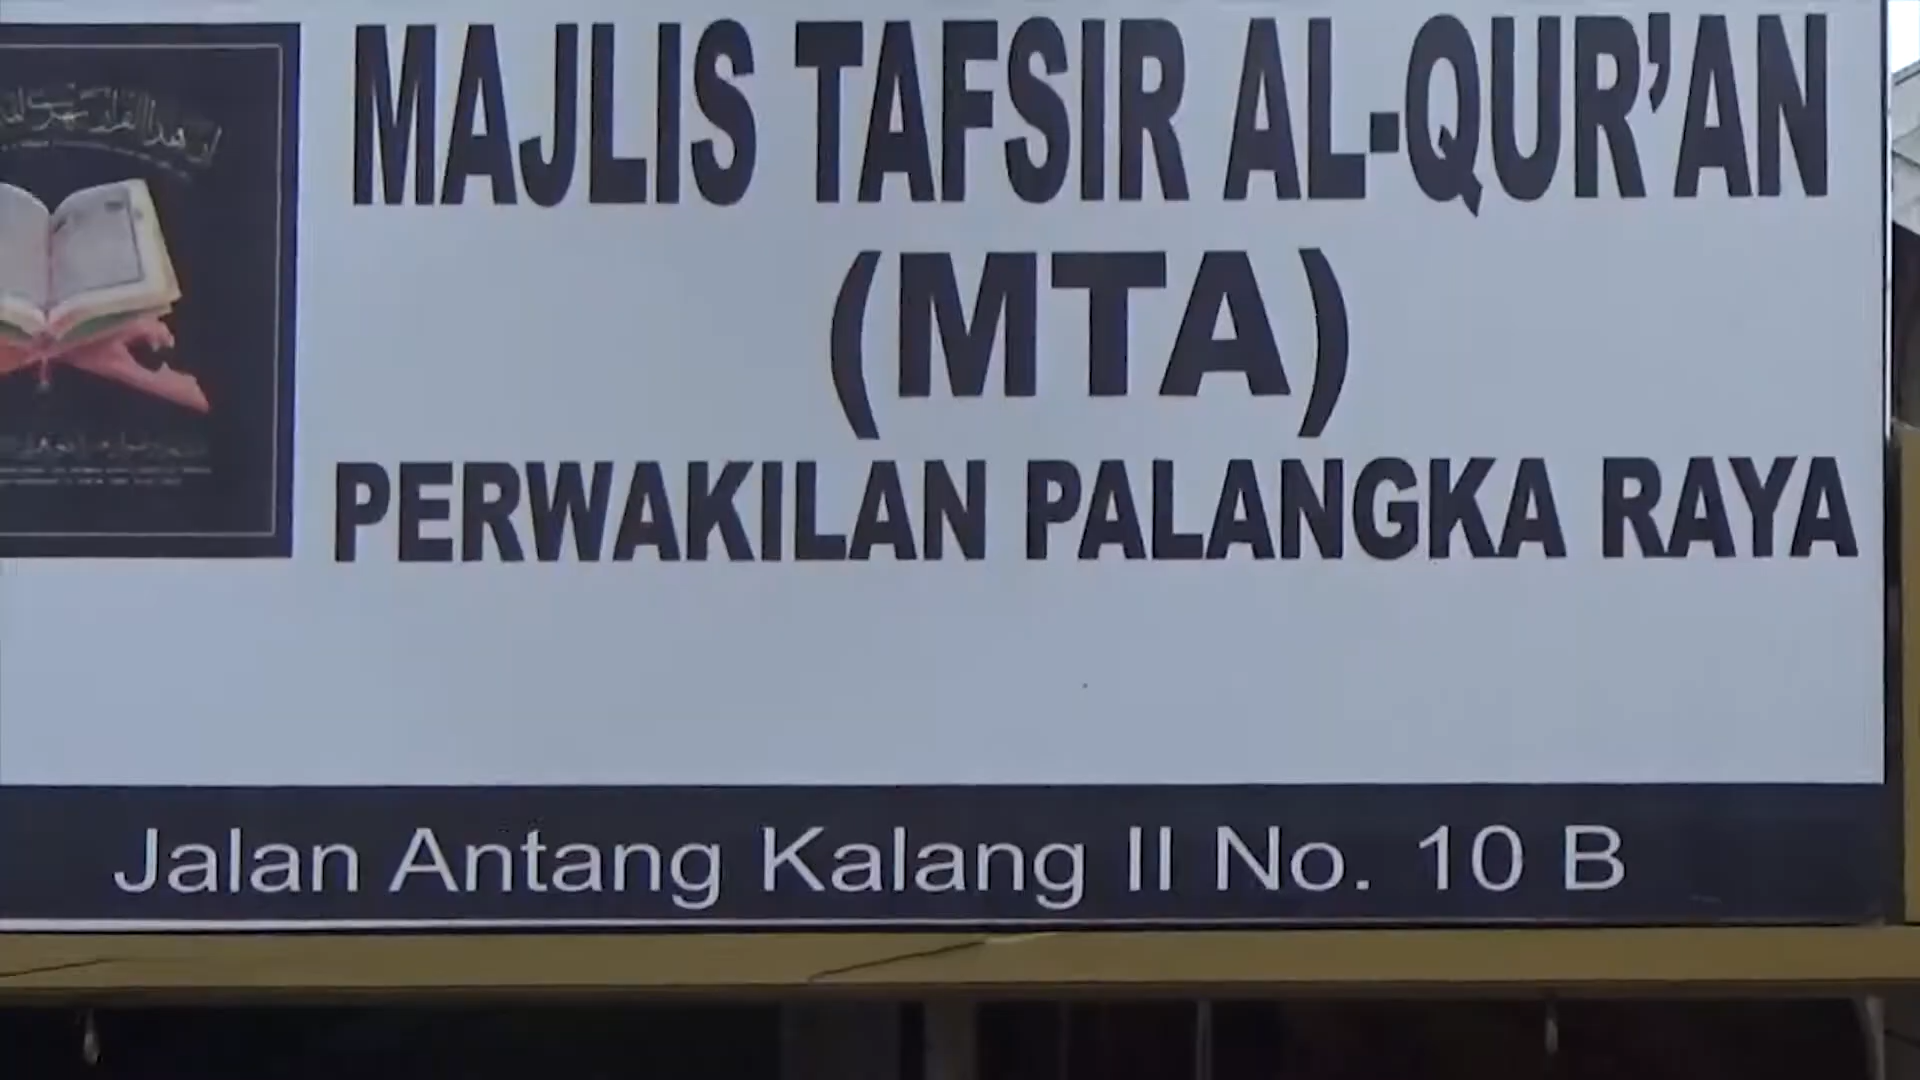 MAJLIS TAFSIR AL-QUR'AN
(MTA)
PERWAKILAN PALANGKA RAYA
Jalan Antang Kalang II No. 10 B